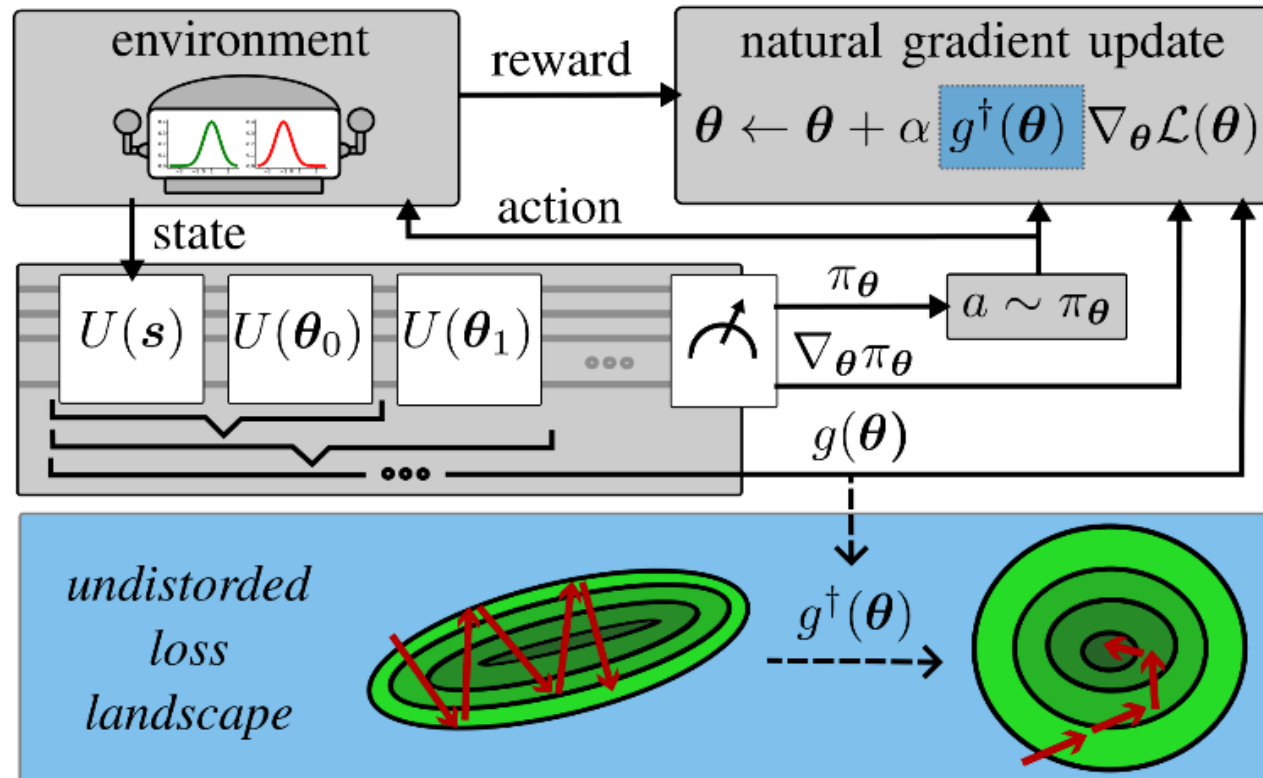 environment
reward
natural gradient update
θ ← θ + α g†(θ) ∇θℒ(θ)
action
state
U(s) U(θ₀) U(θ₁)
πθ
a ∼ πθ
∇θπθ
g(θ)
undistorded
loss
landscape
g†(θ)